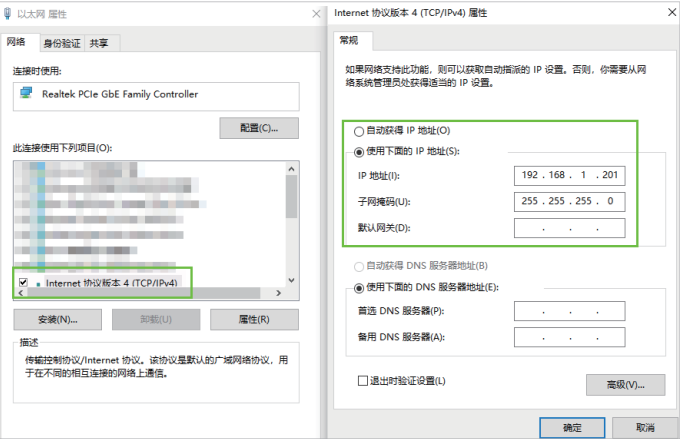 以太网 属性
网络
身份验证
共享
连接时使用:
Realtek PCIe GbE Family Controller
配置(C)...
此连接使用下列项目(O):
Internet 协议版本 4 (TCP/IPv4)
安装(N)...
卸载(U)
属性(R)
描述
传输控制协议/Internet 协议。该协议是默认的广域网络协议，用
于在不同的相互连接的网络上通信。
Internet 协议版本 4 (TCP/IPv4) 属性
常规
如果网络支持此功能，则可以获取自动指派的 IP 设置。否则，你需要从网
络系统管理员处获得适当的 IP 设置。
自动获得 IP 地址(O)
使用下面的 IP 地址(S):
IP 地址(I):
192 . 168 . 1 . 201
子网掩码(U):
255 . 255 . 255 . 0
默认网关(D):
. . .
自动获得 DNS 服务器地址(B)
使用下面的 DNS 服务器地址(E):
首选 DNS 服务器(P):
. . .
备用 DNS 服务器(A):
. . .
退出时验证设置(L)
高级(V)...
确定
取消